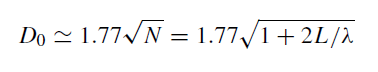 D₀ ≃ 1.77√N = 1.77√1 + 2L/λ